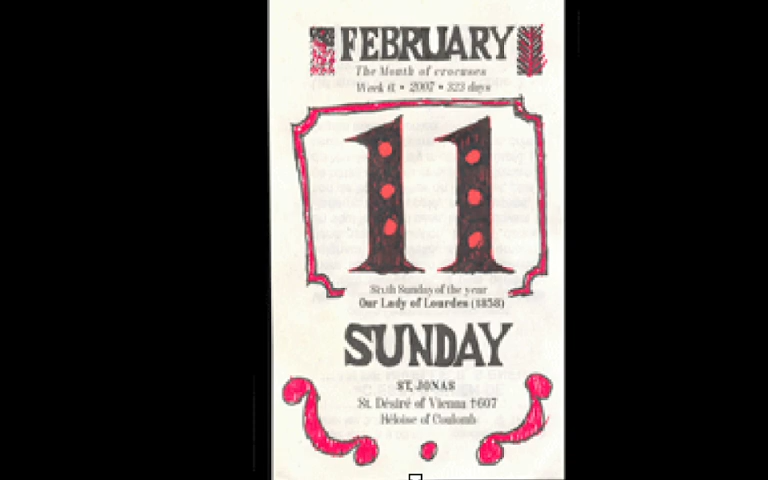 FEBRUARY
The Month of crocuses
Week 6 • 2007 • 323 days
11
Sixth Sunday of the year
Our Lady of Lourdes (1858)
SUNDAY
ST, JONAS
St. Désiré of Vienna †607
Héloise of Coulomb